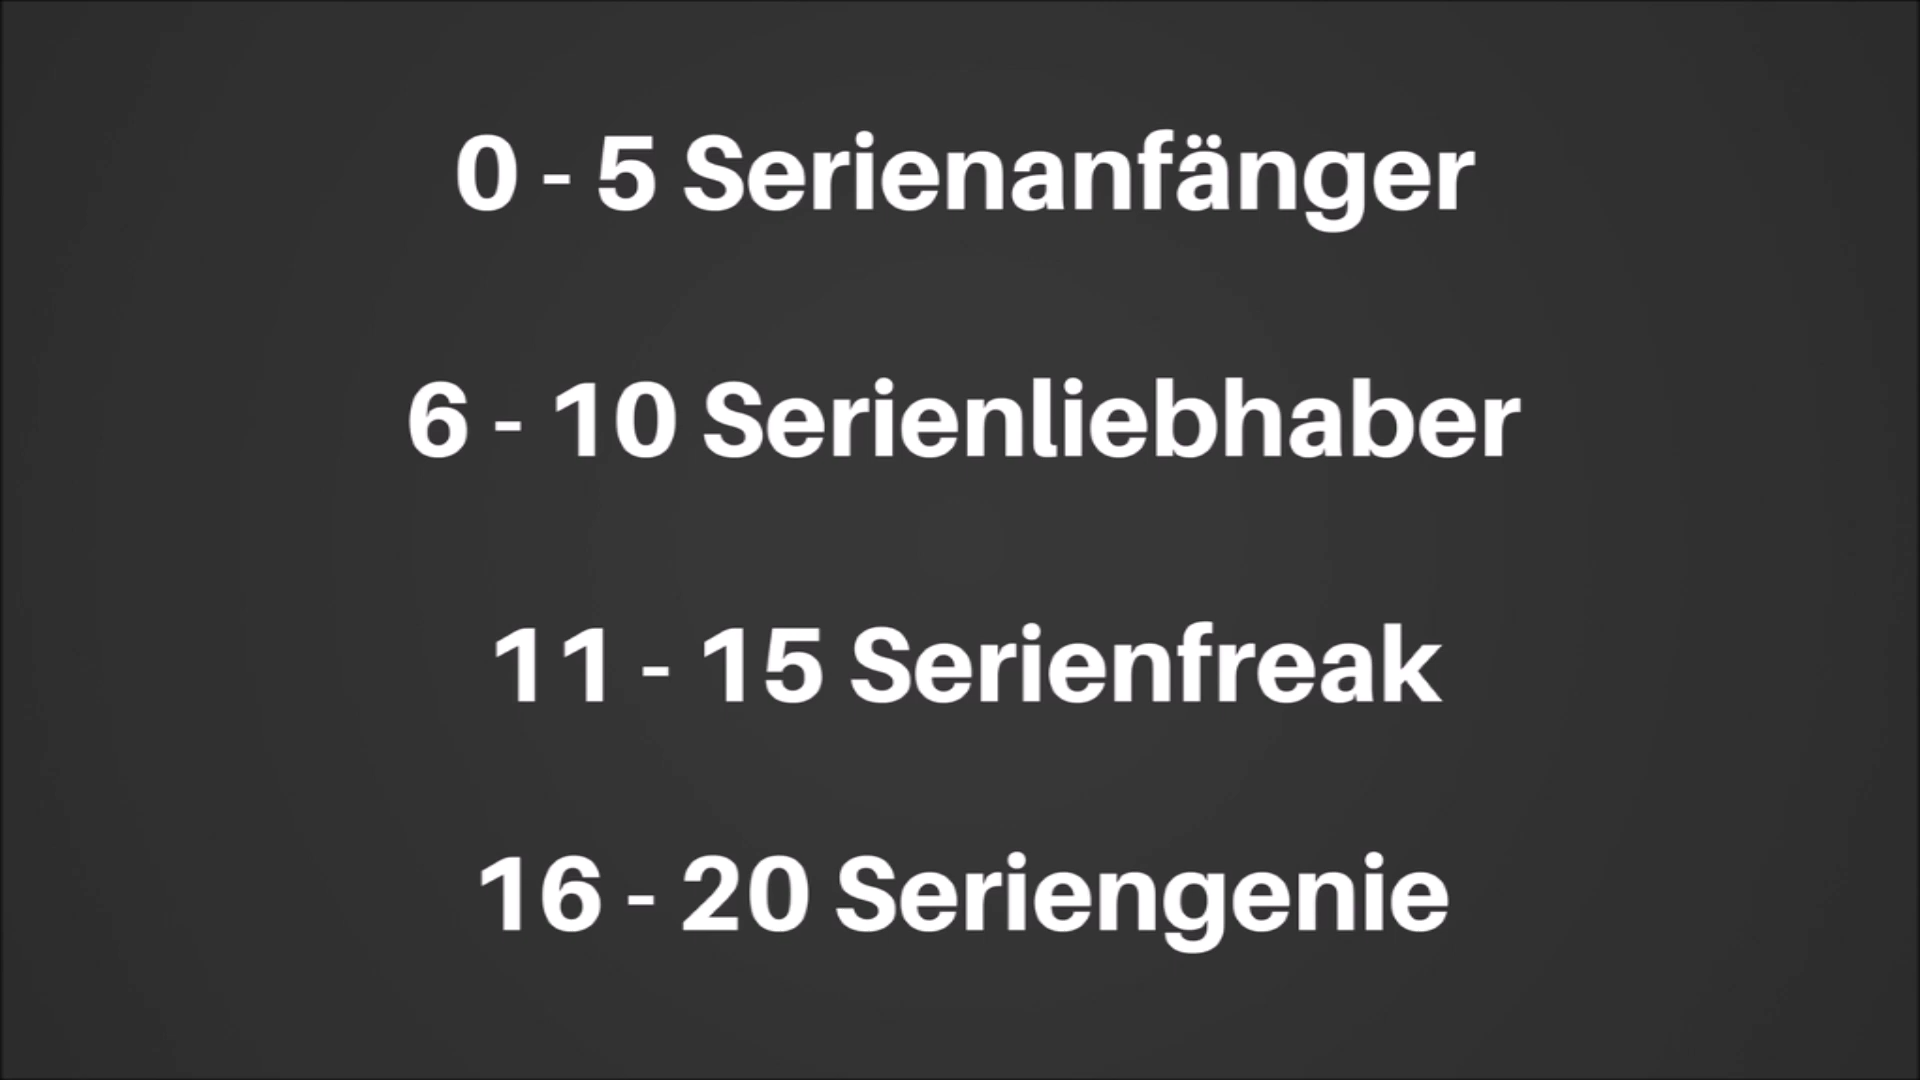 0 - 5 Serienanfänger
6 - 10 Serienliebhaber
11 - 15 Serienfreak
16 - 20 Seriengenie